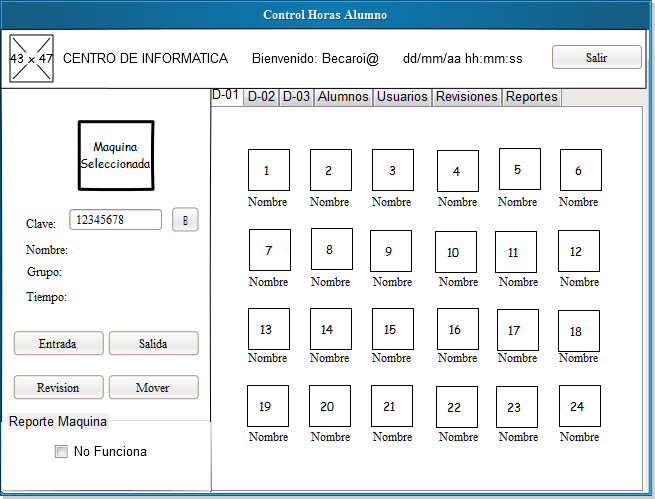 Control Horas Alumno
43 x 47 CENTRO DE INFORMATICA Bienvenido: Becaroi@ dd/mm/aa hh:mm:ss Salir
D-01 D-02 D-03 Alumnos Usuarios Revisiones Reportes
Maquina
Seleccionada
Clave: 12345678 B
Nombre:
Grupo:
Tiempo:
Entrada Salida
Revision Mover
Reporte Maquina
No Funciona
1 2 3 4 5 6
Nombre Nombre Nombre Nombre Nombre Nombre
7 8 9 10 11 12
Nombre Nombre Nombre Nombre Nombre Nombre
13 14 15 16 17 18
Nombre Nombre Nombre Nombre Nombre Nombre
19 20 21 22 23 24
Nombre Nombre Nombre Nombre Nombre Nombre